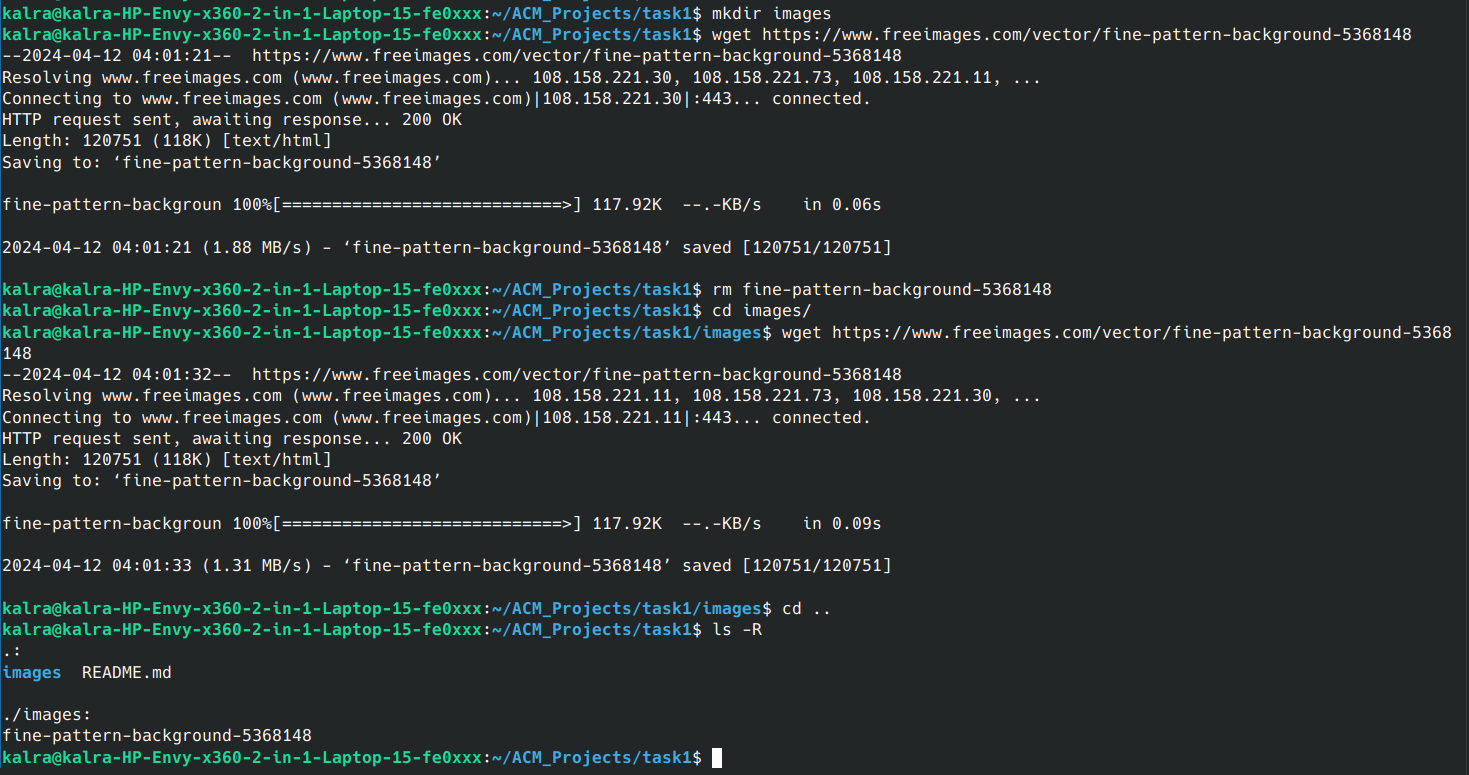 kalra@kalra-HP-Envy-x360-2-in-1-Laptop-15-fe0xxx:~/ACM_Projects/task1$ mkdir images
kalra@kalra-HP-Envy-x360-2-in-1-Laptop-15-fe0xxx:~/ACM_Projects/task1$ wget https://www.freeimages.com/vector/fine-pattern-background-5368148
--2024-04-12 04:01:21--  https://www.freeimages.com/vector/fine-pattern-background-5368148
Resolving www.freeimages.com (www.freeimages.com)... 108.158.221.30, 108.158.221.73, 108.158.221.11, ...
Connecting to www.freeimages.com (www.freeimages.com)|108.158.221.30|:443... connected.
HTTP request sent, awaiting response... 200 OK
Length: 120751 (118K) [text/html]
Saving to: ‘fine-pattern-background-5368148’

fine-pattern-backgroun 100%[============================>] 117.92K  --.-KB/s    in 0.06s

2024-04-12 04:01:21 (1.88 MB/s) - ‘fine-pattern-background-5368148’ saved [120751/120751]

kalra@kalra-HP-Envy-x360-2-in-1-Laptop-15-fe0xxx:~/ACM_Projects/task1$ rm fine-pattern-background-5368148
kalra@kalra-HP-Envy-x360-2-in-1-Laptop-15-fe0xxx:~/ACM_Projects/task1$ cd images/
kalra@kalra-HP-Envy-x360-2-in-1-Laptop-15-fe0xxx:~/ACM_Projects/task1/images$ wget https://www.freeimages.com/vector/fine-pattern-background-5368
148
--2024-04-12 04:01:32--  https://www.freeimages.com/vector/fine-pattern-background-5368148
Resolving www.freeimages.com (www.freeimages.com)... 108.158.221.11, 108.158.221.73, 108.158.221.30, ...
Connecting to www.freeimages.com (www.freeimages.com)|108.158.221.11|:443... connected.
HTTP request sent, awaiting response... 200 OK
Length: 120751 (118K) [text/html]
Saving to: ‘fine-pattern-background-5368148’

fine-pattern-backgroun 100%[============================>] 117.92K  --.-KB/s    in 0.09s

2024-04-12 04:01:33 (1.31 MB/s) - ‘fine-pattern-background-5368148’ saved [120751/120751]

kalra@kalra-HP-Envy-x360-2-in-1-Laptop-15-fe0xxx:~/ACM_Projects/task1/images$ cd ..
kalra@kalra-HP-Envy-x360-2-in-1-Laptop-15-fe0xxx:~/ACM_Projects/task1$ ls -R
.:
images  README.md

./images:
fine-pattern-background-5368148
kalra@kalra-HP-Envy-x360-2-in-1-Laptop-15-fe0xxx:~/ACM_Projects/task1$